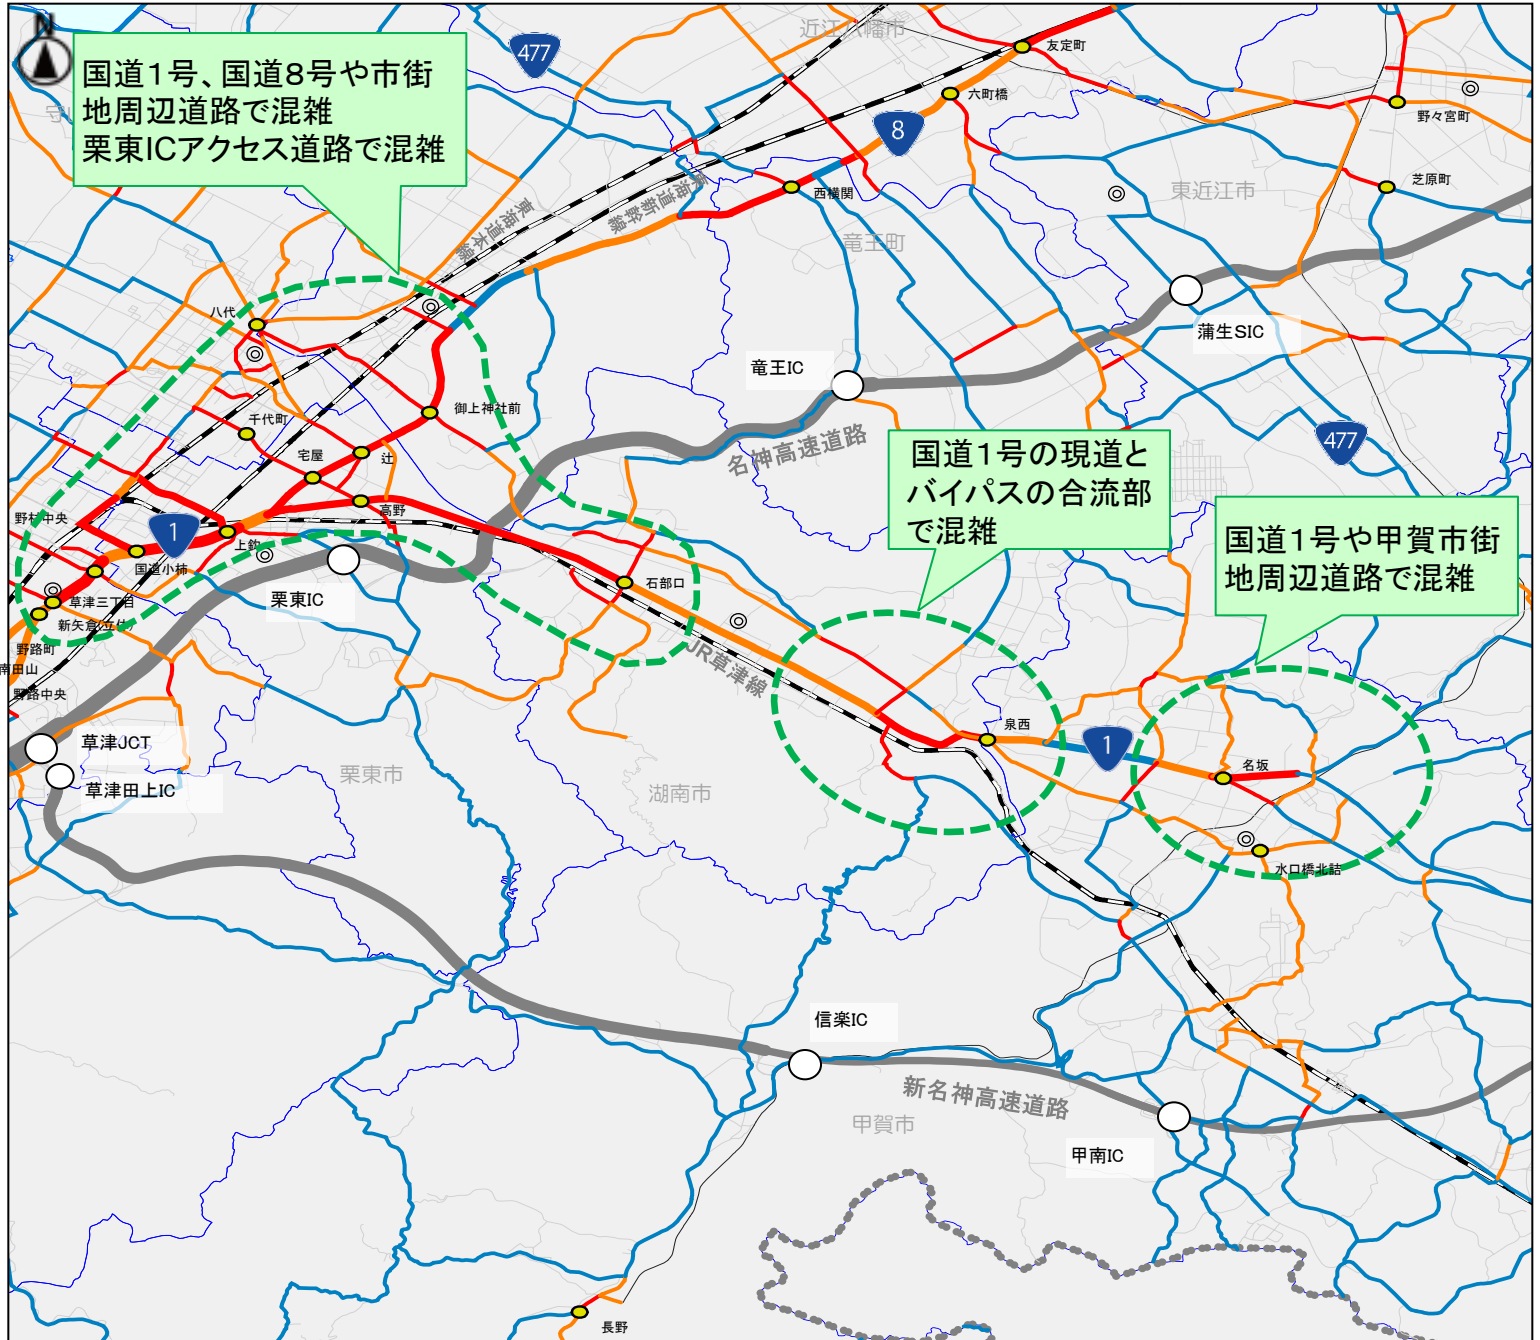 N
国道1号、国道8号や市街
地周辺道路で混雑
栗東ICアクセス道路で混雑
477
近江八幡市
友定町
六町橋
8
野々宮町
芝原町
東近江市
西横関
竜王町
東海道新幹線
東海道本線
蒲生SIC
竜王IC
八代
御上神社前
千代町
宅屋
辻
高野
名神高速道路
国道1号の現道と
バイパスの合流部
で混雑
477
国道1号や甲賀市街
地周辺道路で混雑
野村中央
1
上鈎
国道小柿
草津三丁目
新矢倉(立体)
野路町
南田山
野路中央
栗東IC
石部口
JR草津線
泉西
1
名坂
水口橋北詰
草津JCT
草津田上IC
栗東市
湖南市
信楽IC
新名神高速道路
甲賀市
甲南IC
長野